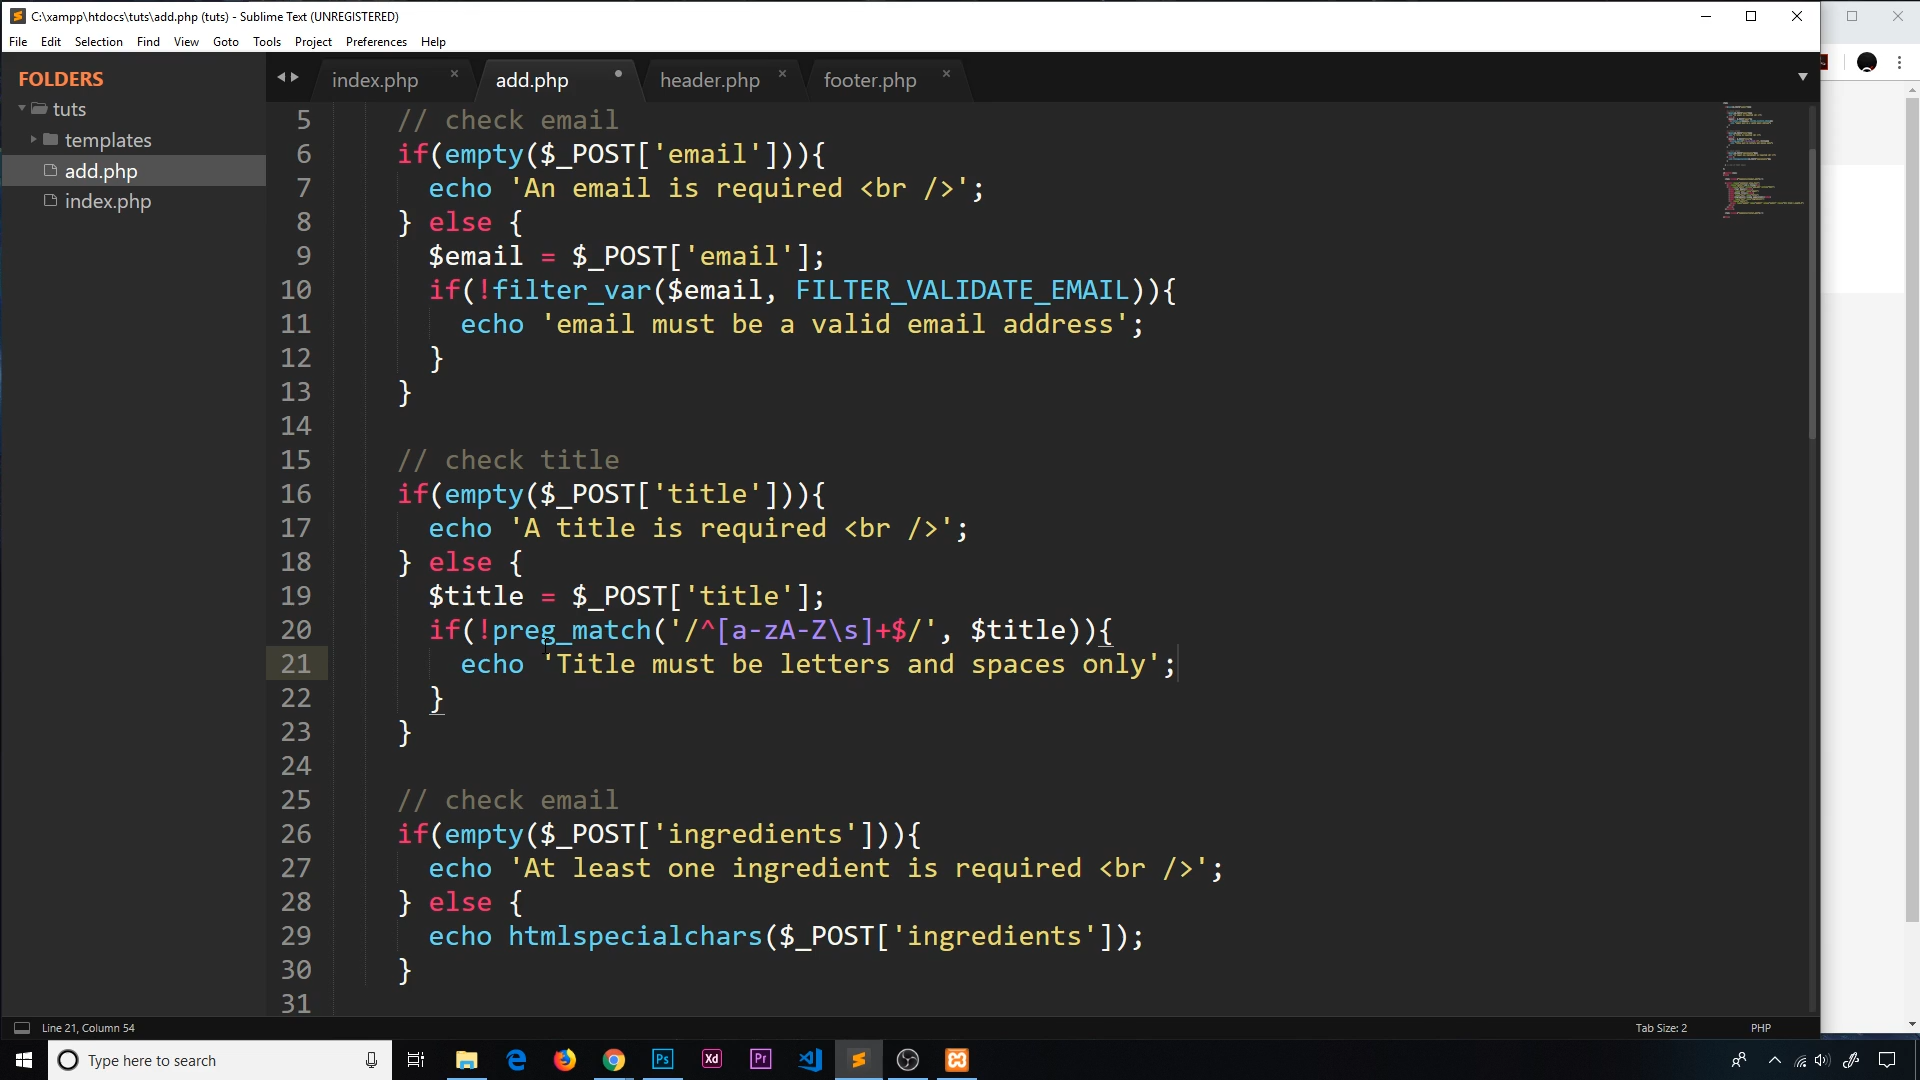 C:\xampp\htdocs\tuts\add.php (tuts) - Sublime Text (UNREGISTERED)
File Edit Selection Find View Goto Tools Project Preferences Help
FOLDERS
tuts
templates
add.php
index.php
index.php add.php header.php footer.php
5 // check email
6 if(empty($_POST['email'])){
7 echo 'An email is required <br />';
8 } else {
9 $email = $_POST['email'];
10 if(!filter_var($email, FILTER_VALIDATE_EMAIL)){
11 echo 'email must be a valid email address';
12 }
13 }
14
15 // check title
16 if(empty($_POST['title'])){
17 echo 'A title is required <br />';
18 } else {
19 $title = $_POST['title'];
20 if(!preg_match('/^[a-zA-Z\s]+$/', $title)){
21 echo 'Title must be letters and spaces only';
22 }
23 }
24
25 // check email
26 if(empty($_POST['ingredients'])){
27 echo 'At least one ingredient is required <br />';
28 } else {
29 echo htmlspecialchars($_POST['ingredients']);
30 }
31
Line 21, Column 54
Tab Size: 2 PHP
Type here to search
Ps Xd Pr